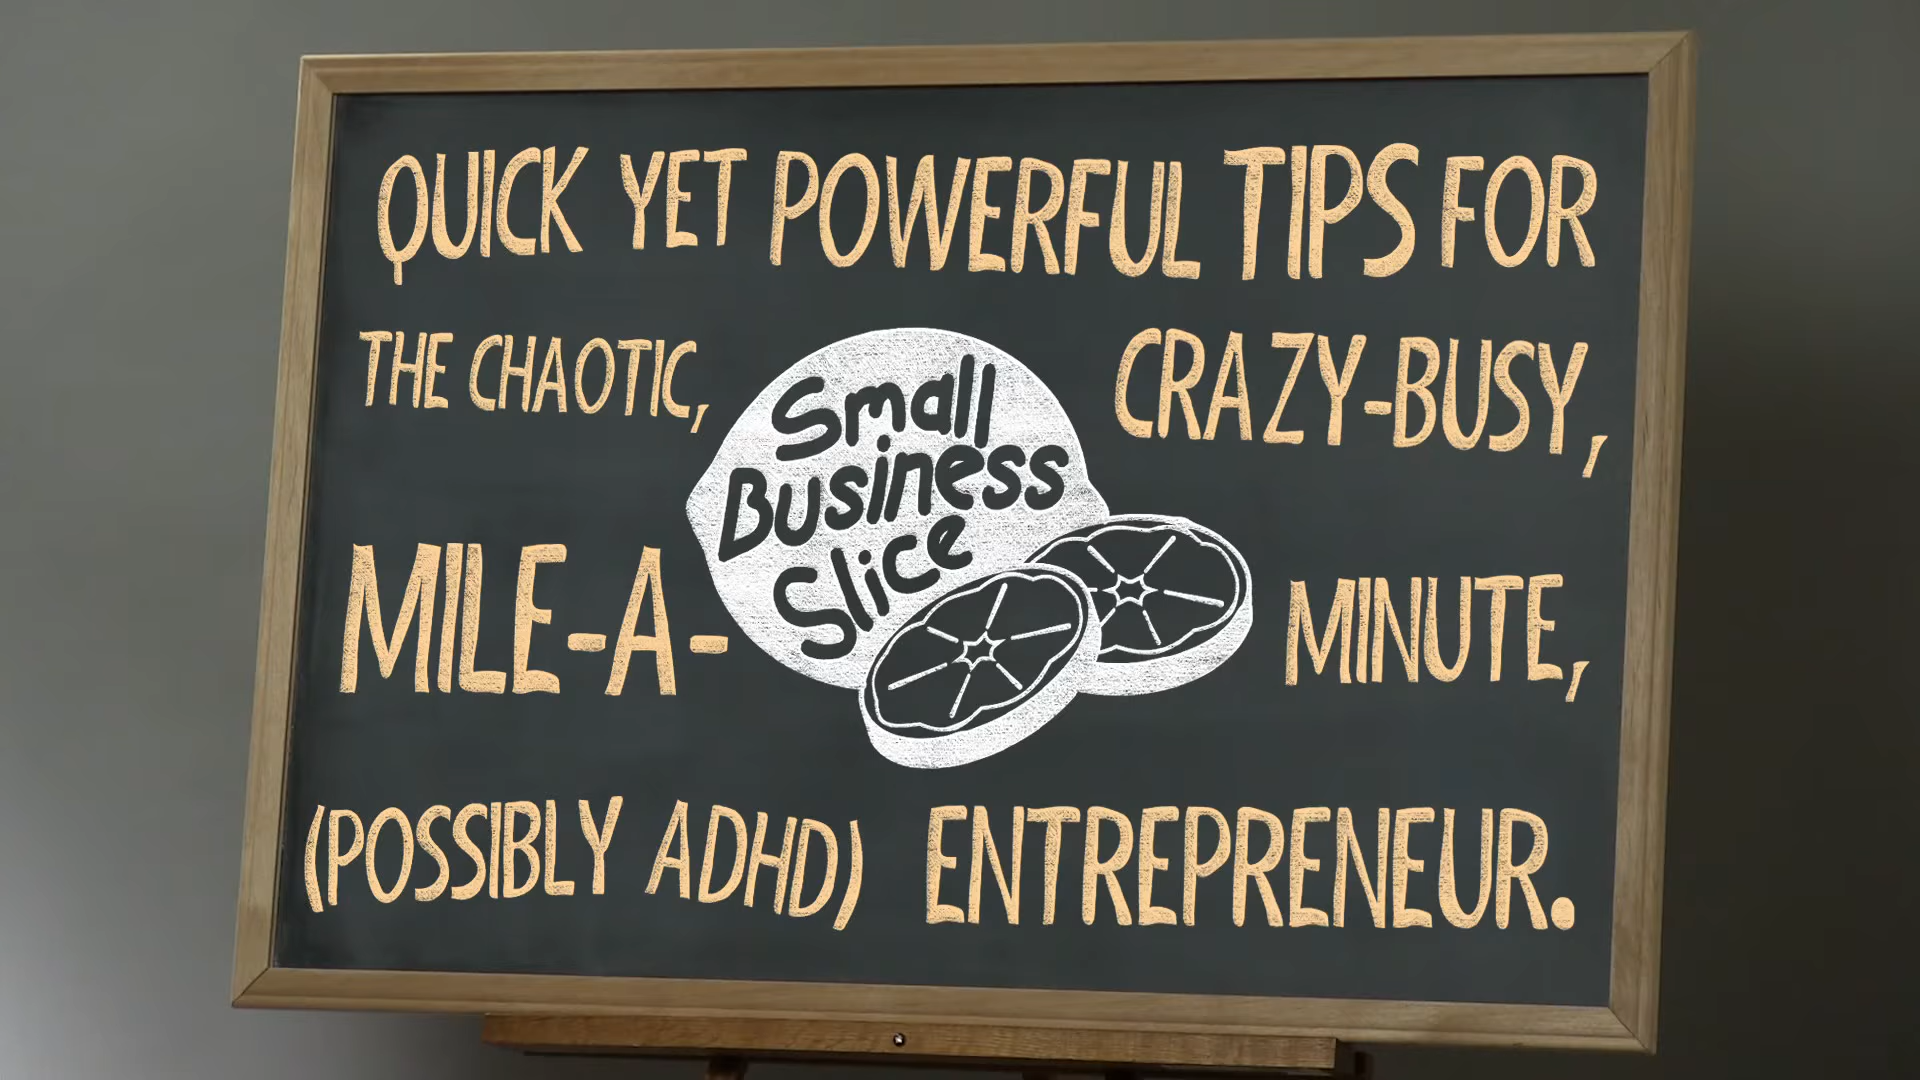 QUICK YET POWERFUL TIPS FOR
THE CHAOTIC,
CRAZY-BUSY,
Small
Business
Slice
MILE-A-
MINUTE,
(POSSIBLY ADHD) ENTREPRENEUR.